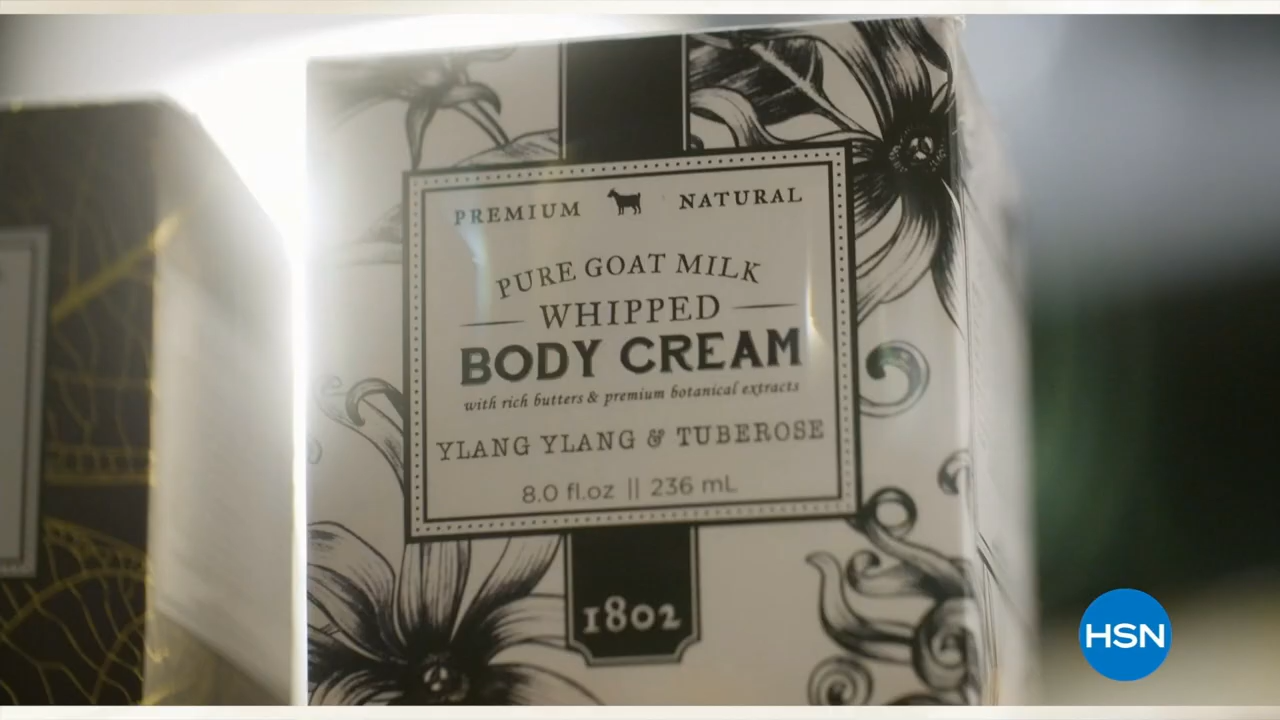 PREMIUM NATURAL
PURE GOAT MILK
WHIPPED
BODY CREAM
with rich butters & premium botanical extracts
YLANG YLANG & TUBEROSE
8.0 fl.oz || 236 mL
1802
HSN